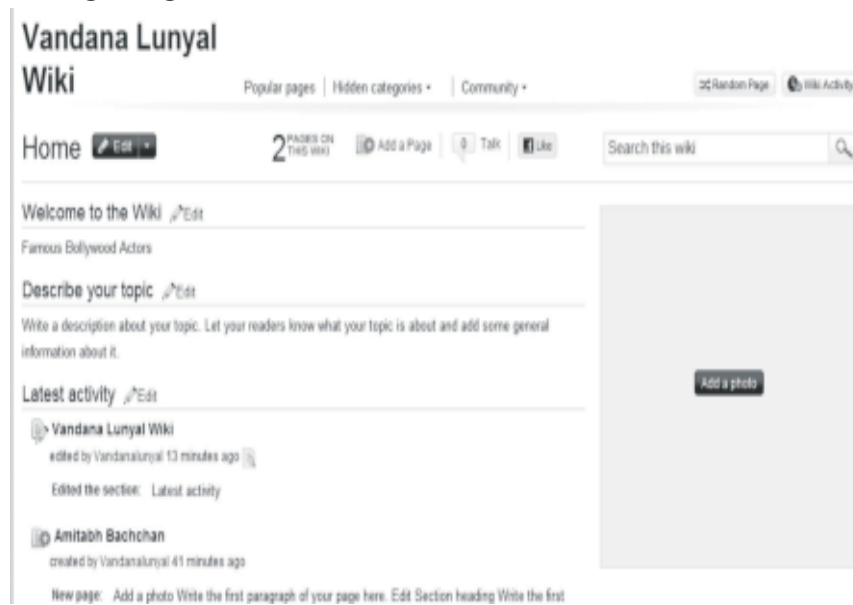 Vandana Lunyal
Wiki
Popular pages | Hidden categories | Community
Random Page Wiki Activity
Home Edit 2 PAGES ON THIS WIKI Add a Page 0 Talk Like Search this wiki
Welcome to the Wiki Edit
Famous Bollywood Actors
Describe your topic Edit
Write a description about your topic. Let your readers know what your topic is about and add some general
information about it.
Add a photo
Latest activity Edit
Vandana Lunyal Wiki
edited by Vandanalunyal 13 minutes ago
Edited the section: Latest activity
Amitabh Bachchan
created by Vandanalunyal 41 minutes ago
New page: Add a photo Write the first paragraph of your page here. Edit Section heading Write the first